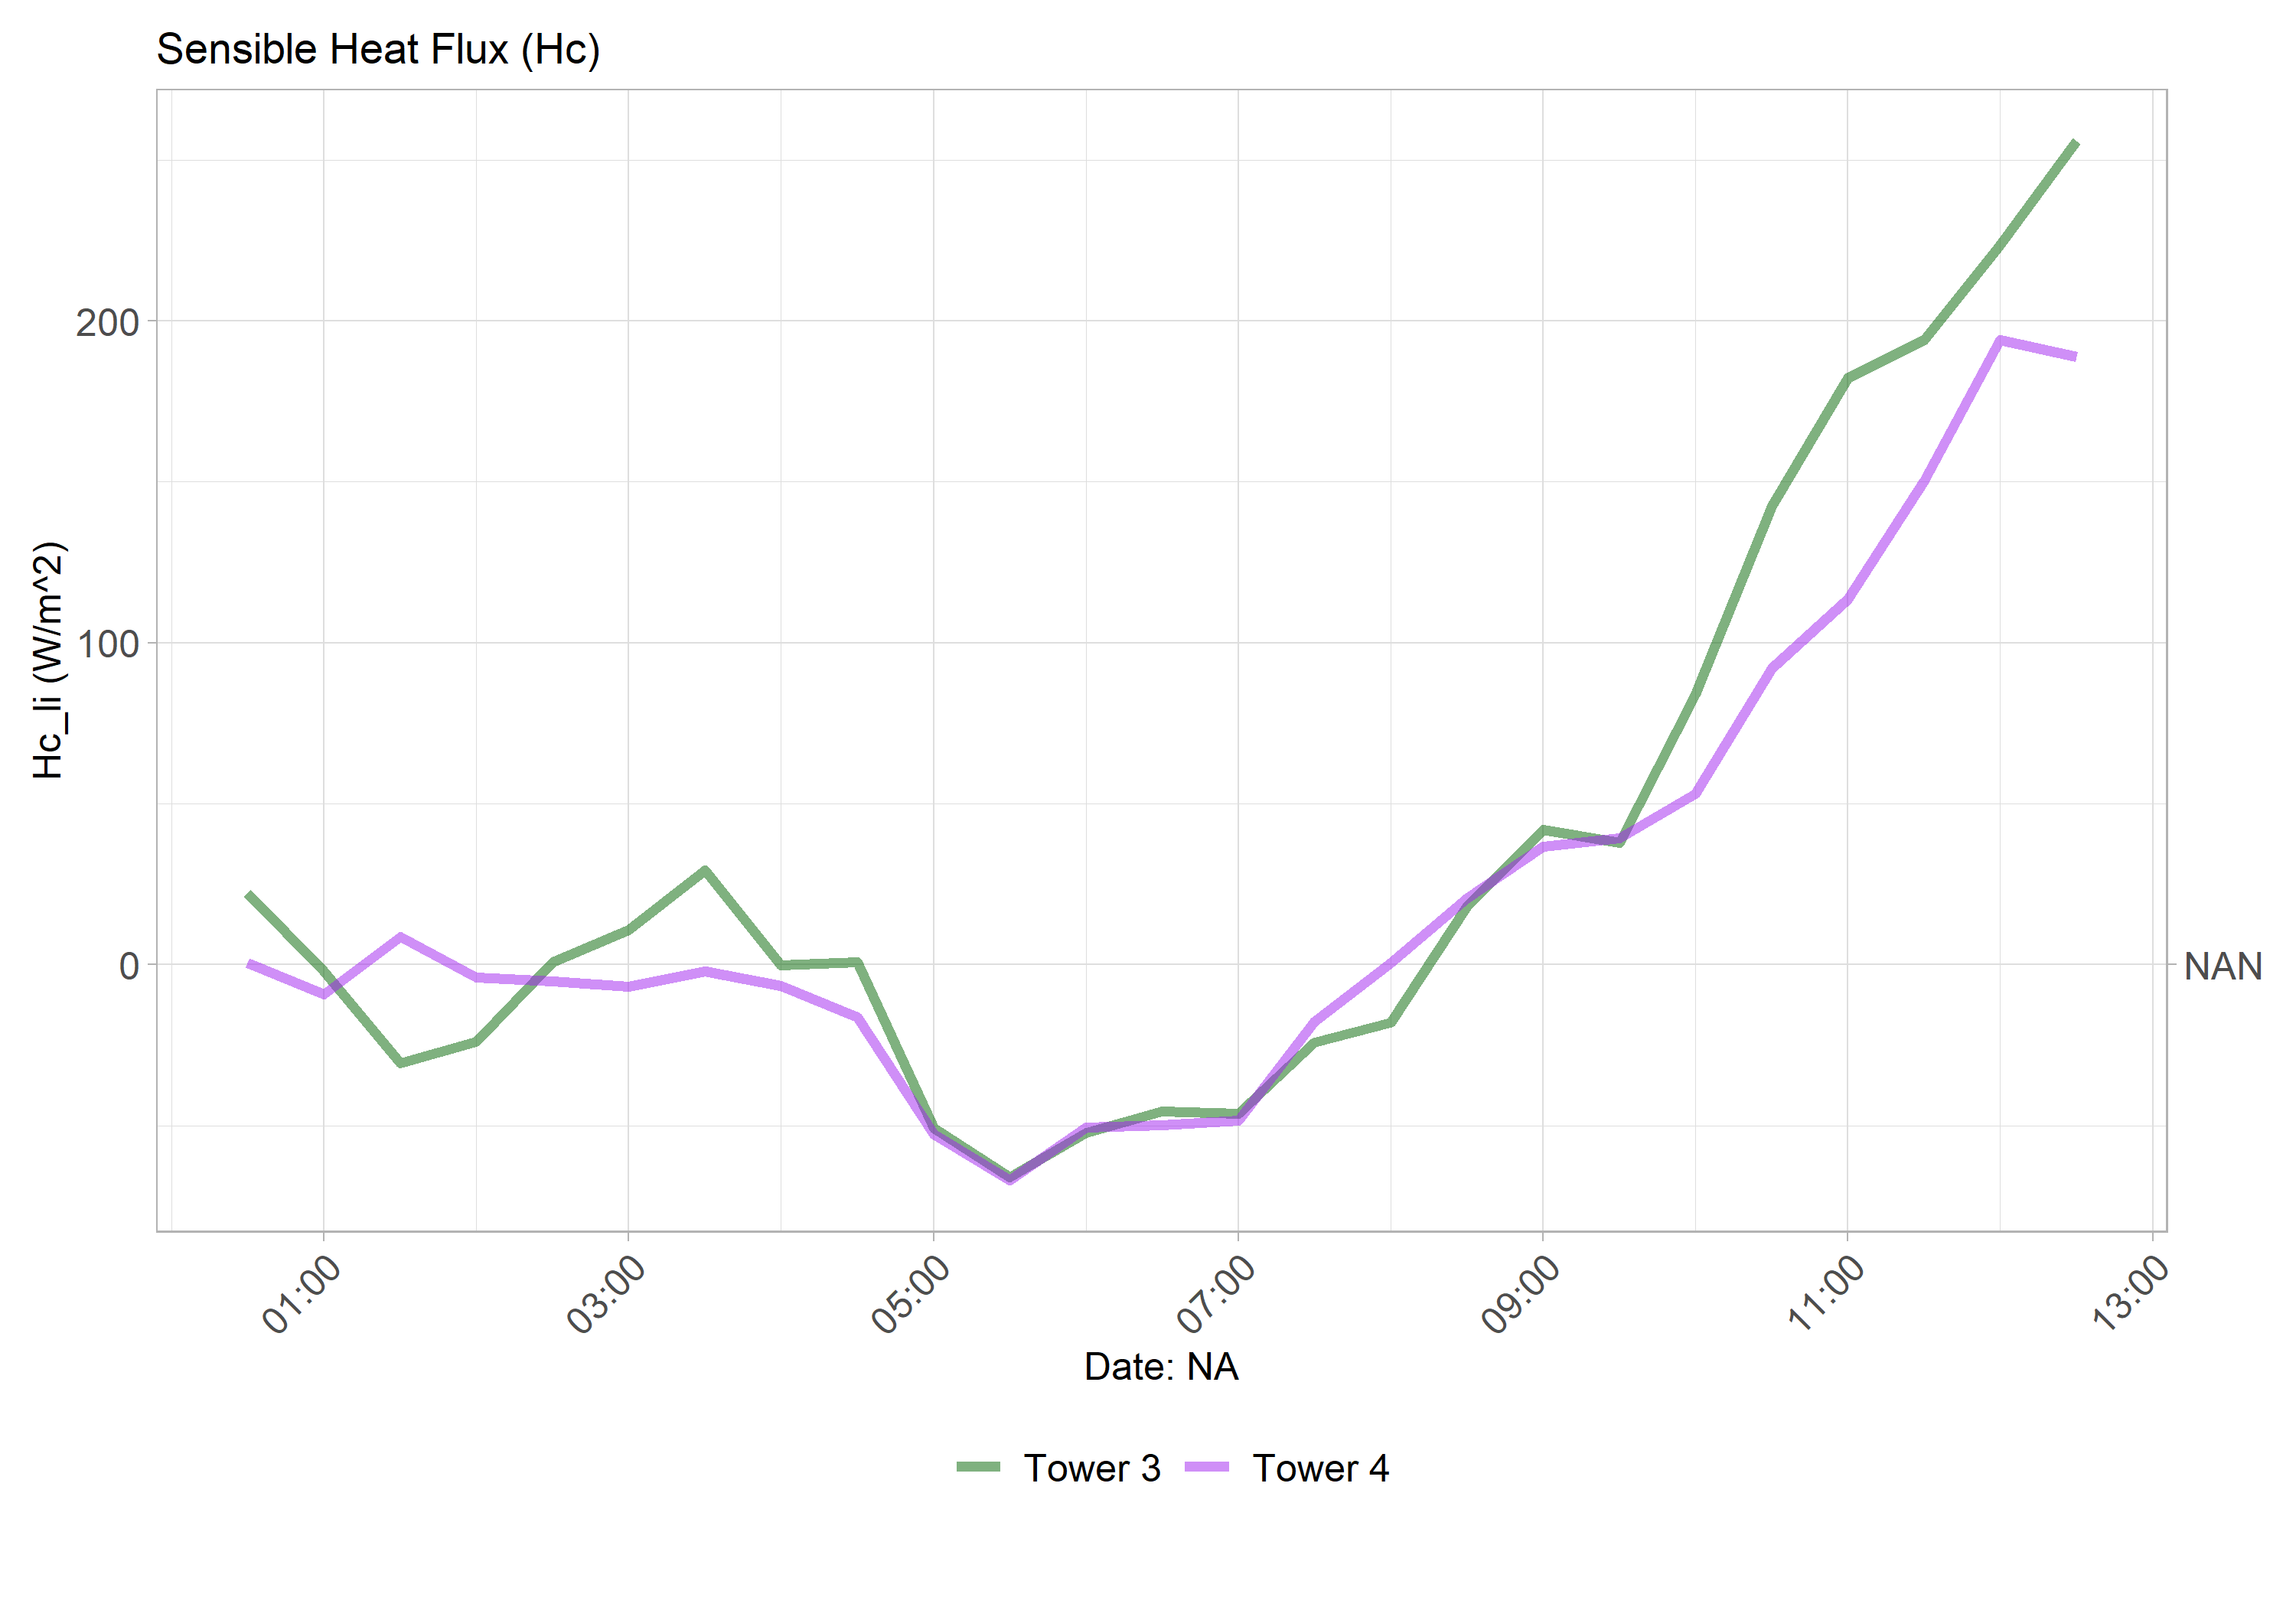 Sensible Heat Flux (Hc)
Hc_li (W/m^2)
200
100
0
NAN
01:00
03:00
05:00
07:00
09:00
11:00
13:00
Date: NA
Tower 3
Tower 4